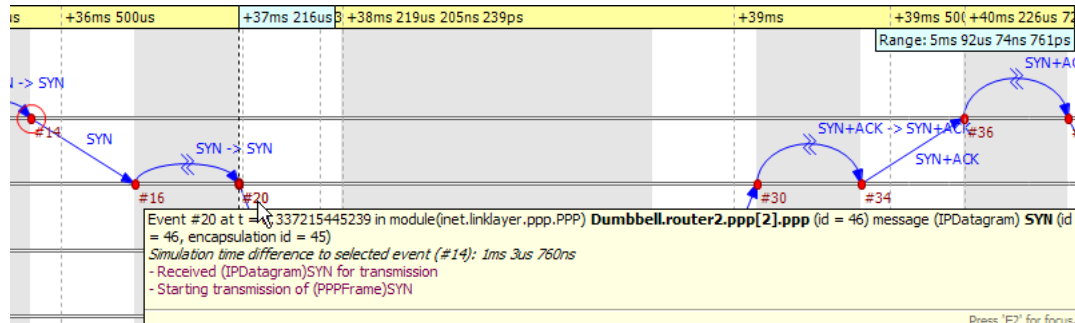 us +36ms 500us +37ms 216us 3 +38ms 219us 205ns 239ps +39ms +39ms 50 +40ms 226us 72
Range: 5ms 92us 74ns 761ps
-> SYN
SYN+AC
#14
SYN
SYN -> SYN
SYN+ACK -> SYN+ACK
#36
SYN+ACK
#16
#20
#30
#34
Event #20 at t = 337215445239 in module(inet.linklayer.ppp.PPP) Dumbbell.router2.ppp[2].ppp (id = 46) message (IPDatagram) SYN (id
= 46, encapsulation id = 45)
Simulation time difference to selected event (#14): 1ms 3us 760ns
- Received (IPDatagram)SYN for transmission
- Starting transmission of (PPPFrame)SYN
Press 'F2' for focus